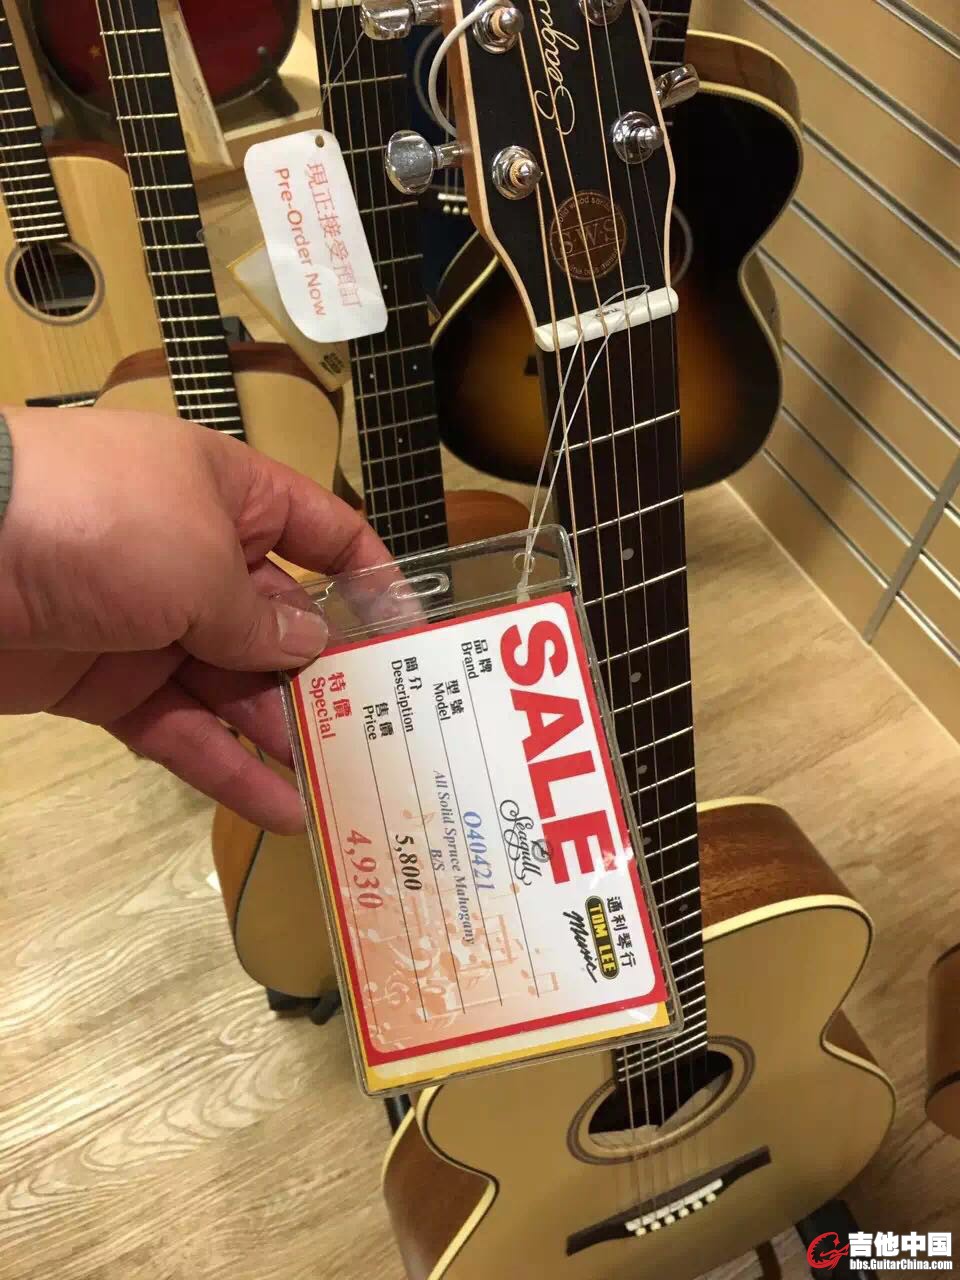 現正接受預訂
Pre-Order Now
Seagull
S·W·S
TUSQ
SALE
通利琴行
TOM LEE
Music
品牌
Brand
Seagull
型號
Model
O40421
簡介
Description
All Solid Spruce Mahogany
B/S
售價
Price
5,800
特價
Special
4,930
吉他中国
bbs.GuitarChina.com